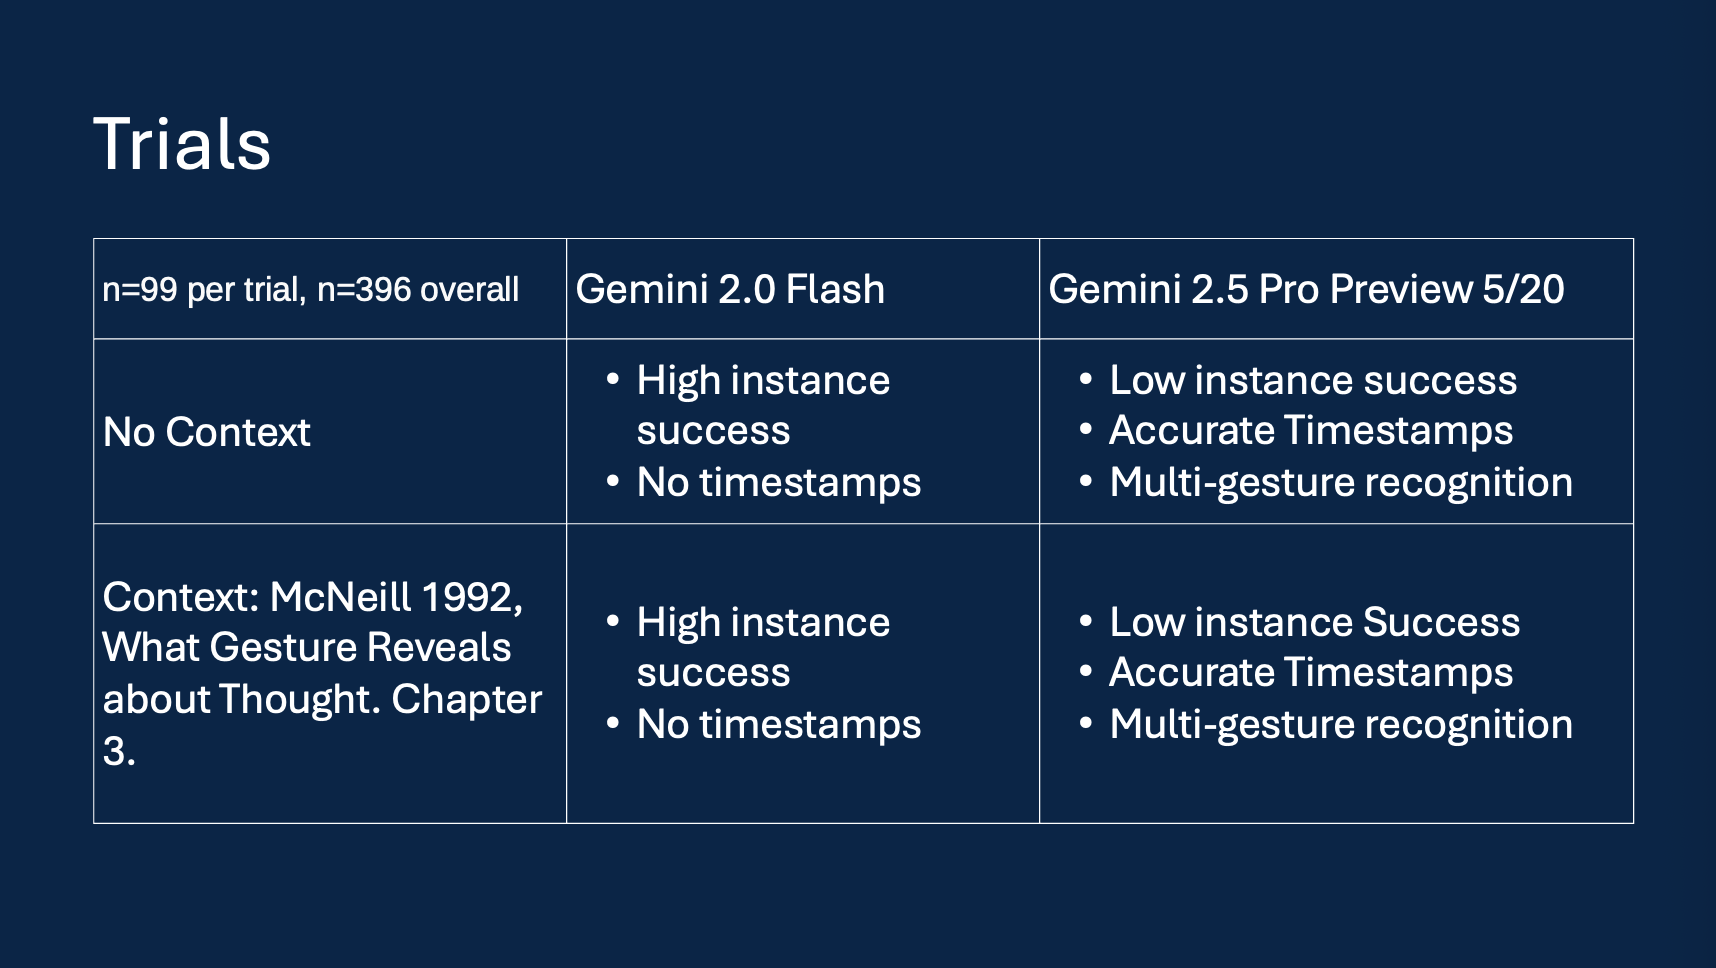 Trials
n=99 per trial, n=396 overall
Gemini 2.0 Flash
Gemini 2.5 Pro Preview 5/20
No Context
• High instance
success
• No timestamps
• Low instance success
• Accurate Timestamps
• Multi-gesture recognition
Context: McNeill 1992,
What Gesture Reveals
about Thought. Chapter
3.
• High instance
success
• No timestamps
• Low instance Success
• Accurate Timestamps
• Multi-gesture recognition